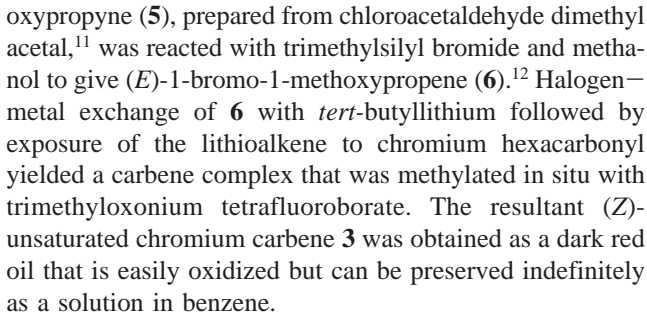 oxypropyne (5), prepared from chloroacetaldehyde dimethyl
acetal,¹¹ was reacted with trimethylsilyl bromide and metha-
nol to give (E)-1-bromo-1-methoxypropene (6).¹² Halogen−
metal exchange of 6 with tert-butyllithium followed by
exposure of the lithioalkene to chromium hexacarbonyl
yielded a carbene complex that was methylated in situ with
trimethyloxonium tetrafluoroborate. The resultant (Z)-
unsaturated chromium carbene 3 was obtained as a dark red
oil that is easily oxidized but can be preserved indefinitely
as a solution in benzene.